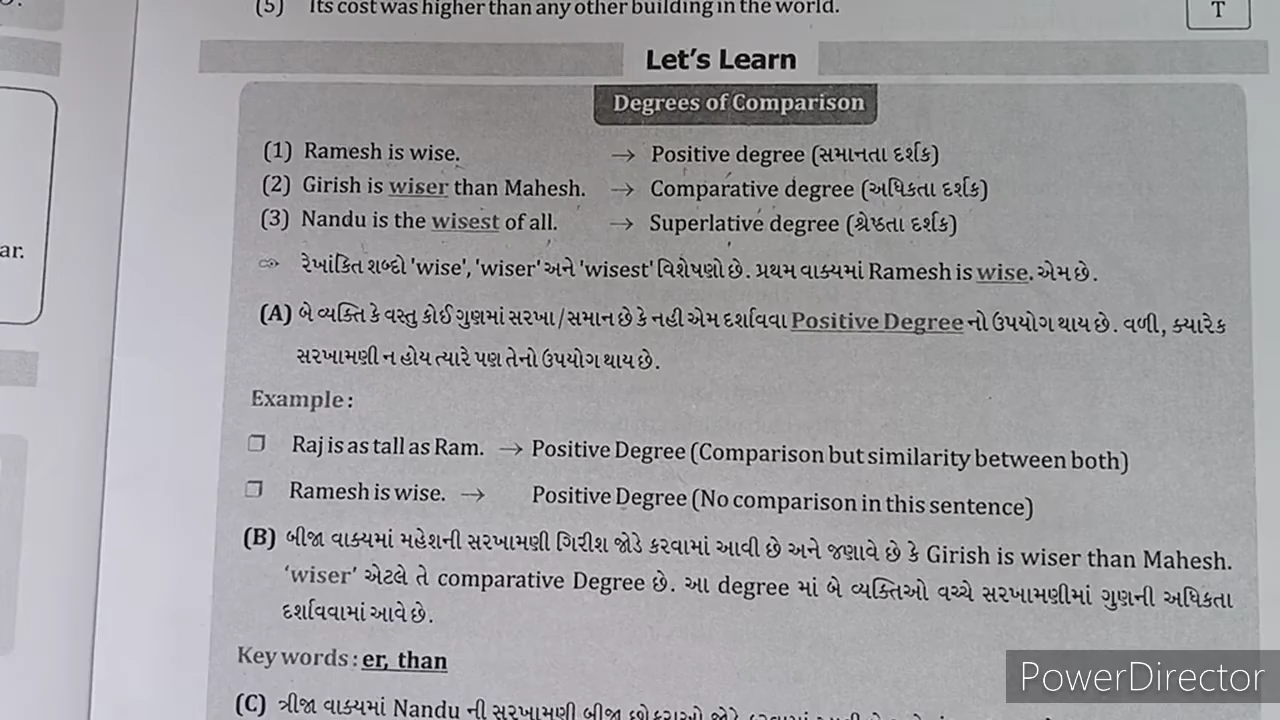 (5) Its cost was higher than any other building in the world.
T
Let's Learn
Degrees of Comparison
(1) Ramesh is wise. → Positive degree (સમાનતા દર્શક)
(2) Girish is wiser than Mahesh. → Comparative degree (અધિકતા દર્શક)
(3) Nandu is the wisest of all. → Superlative degree (શ્રેષ્ઠતા દર્શક)
રેખાંકિત શબ્દો 'wise', 'wiser' અને 'wisest' વિશેષણો છે. પ્રથમ વાક્યમાં Ramesh is wise. એમ છે.
ar.
(A) બે વ્યક્તિ કે વસ્તુ કોઈ ગુણમાં સરખા/સમાન છે કે નહી એમ દર્શાવવા Positive Degree નો ઉપયોગ થાય છે. વળી, ક્યારેક
સરખામણી ન હોય ત્યારે પણ તેનો ઉપયોગ થાય છે.
Example :
❐ Raj is as tall as Ram. → Positive Degree (Comparison but similarity between both)
❐ Ramesh is wise. → Positive Degree (No comparison in this sentence)
(B) બીજા વાક્યમાં મહેશની સરખામણી ગિરીશ જોડે કરવામાં આવી છે અને જણાવે છે કે Girish is wiser than Mahesh.
'wiser' એટલે તે comparative Degree છે. આ degree માં બે વ્યક્તિઓ વચ્ચે સરખામણીમાં ગુણની અધિકતા
દર્શાવવામાં આવે છે.
Key words : er, than
(C) ત્રીજા વાક્યમાં Nandu ની સરખામણી બીજા છોકરાઓ જોડે
PowerDirector